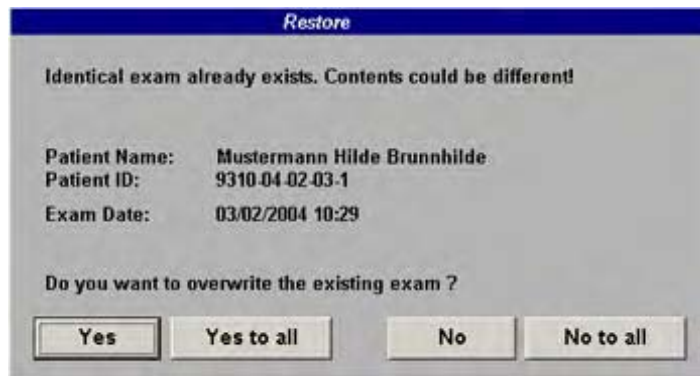 Restore
Identical exam already exists. Contents could be different!
Patient Name: Mustermann Hilde Brunnhilde
Patient ID: 9310-04-02-03-1
Exam Date: 03/02/2004 10:29
Do you want to overwrite the existing exam ?
Yes Yes to all No No to all